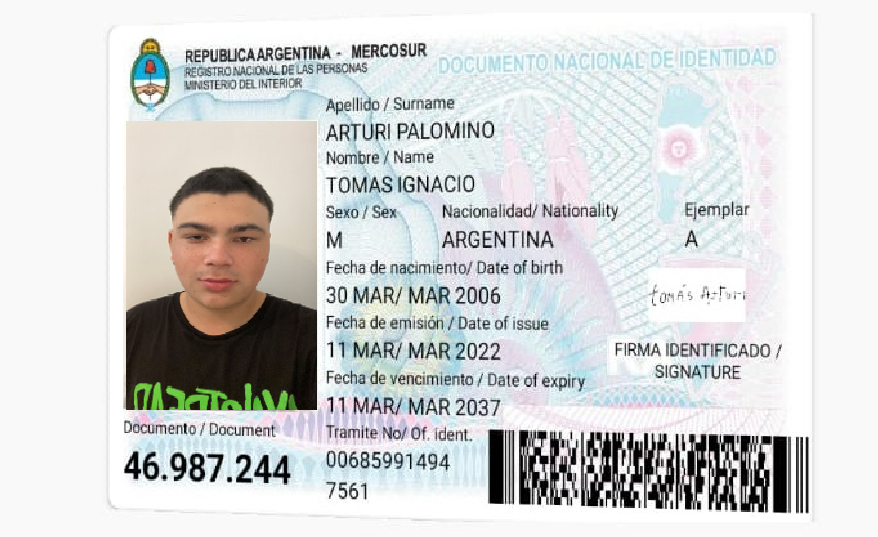 REPUBLICA ARGENTINA - MERCOSUR
REGISTRO NACIONAL DE LAS PERSONAS
MINISTERIO DEL INTERIOR
DOCUMENTO NACIONAL DE IDENTIDAD
Apellido / Surname
ARTURI PALOMINO
Nombre / Name
TOMAS IGNACIO
Sexo / Sex Nacionalidad/ Nationality Ejemplar
M ARGENTINA A
Fecha de nacimiento/ Date of birth
30 MAR/ MAR 2006
tomás Arturi
Fecha de emisión / Date of issue
11 MAR/ MAR 2022
FIRMA IDENTIFICADO /
SIGNATURE
Fecha de vencimiento / Date of expiry
11 MAR/ MAR 2037
Documento / Document
46.987.244
Tramite No/ Of. ident.
00685991494
7561